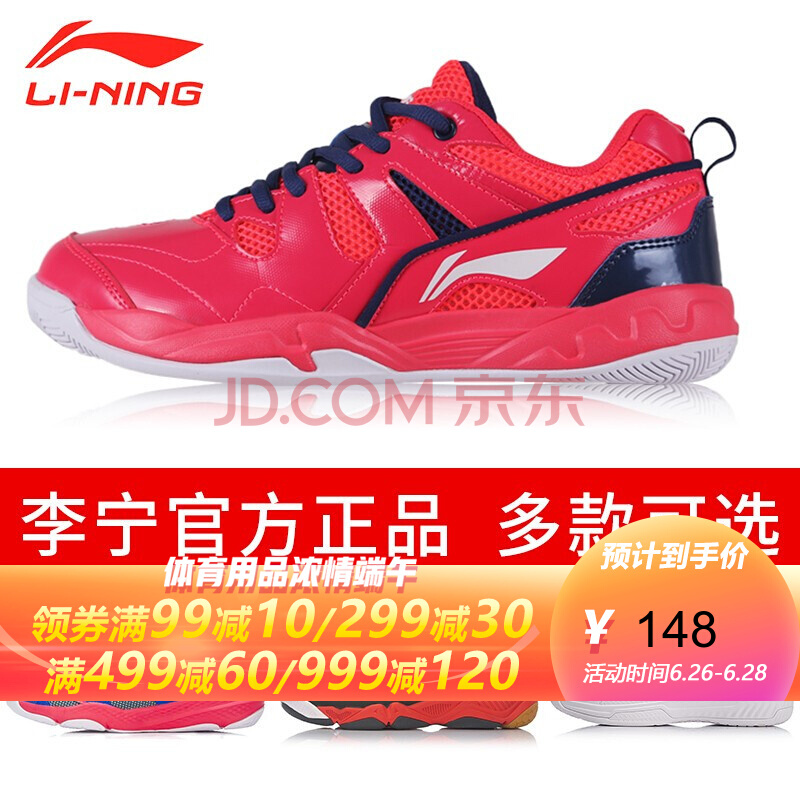 LI-NING
JD.COM 京东
李宁官方正品 多款可选
体育用品浓情端午
领券满99减10/299减30
满499减60/999减120
预计到手价
¥ 148
活动时间6.26-6.28